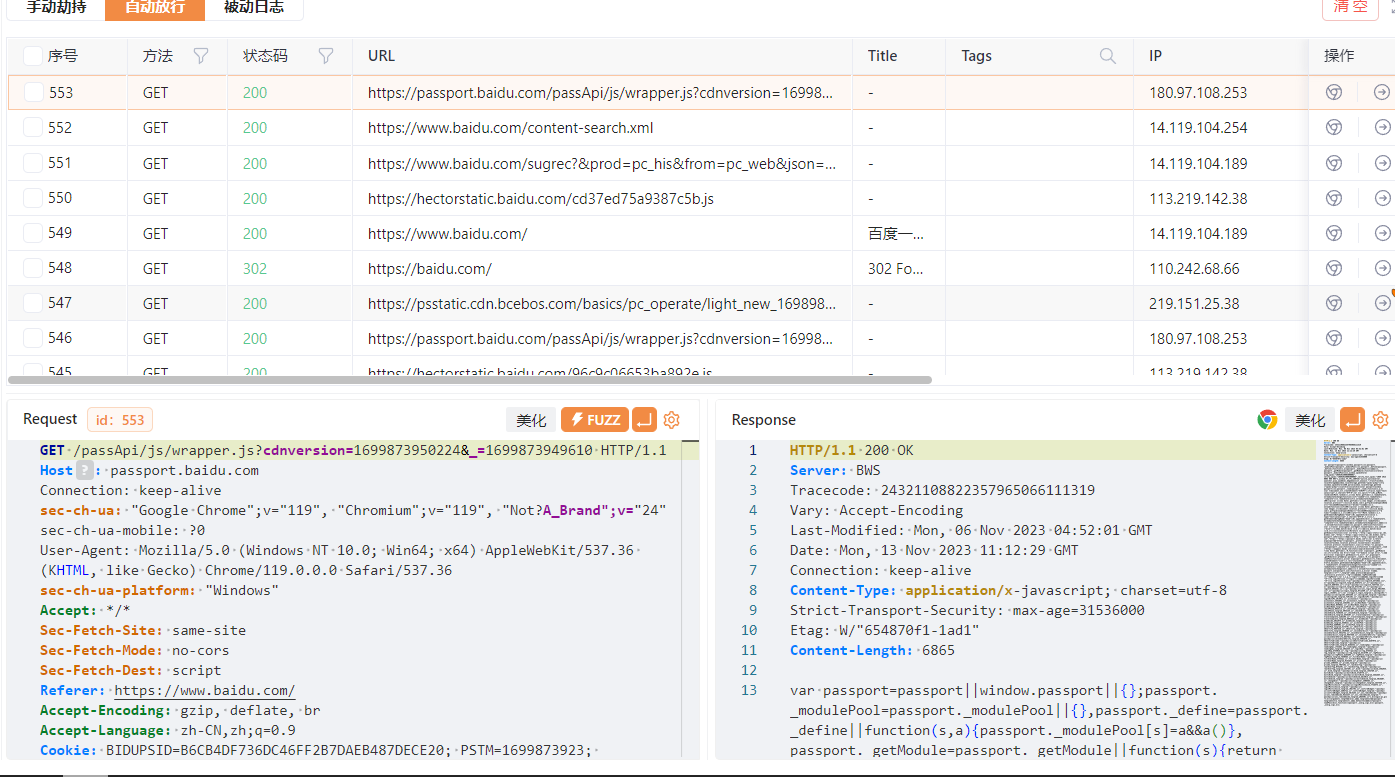 手动劫持 自动放行 被动日志 清 空
序号 方法 状态码 URL Title Tags IP 操作
553 GET 200 https://passport.baidu.com/passApi/js/wrapper.js?cdnversion=16998... - 180.97.108.253
552 GET 200 https://www.baidu.com/content-search.xml - 14.119.104.254
551 GET 200 https://www.baidu.com/sugrec?&prod=pc_his&from=pc_web&json=... - 14.119.104.189
550 GET 200 https://hectorstatic.baidu.com/cd37ed75a9387c5b.js - 113.219.142.38
549 GET 200 https://www.baidu.com/ 百度一... 14.119.104.189
548 GET 302 https://baidu.com/ 302 Fo... 110.242.68.66
547 GET 200 https://psstatic.cdn.bcebos.com/basics/pc_operate/light_new_169898... - 219.151.25.38
546 GET 200 https://passport.baidu.com/passApi/js/wrapper.js?cdnversion=16998... - 180.97.108.253
545 GET 200 https://hectorstatic.baidu.com/96c9c06653ba892e.js - 113.219.142.38
Request id: 553 美化 FUZZ
GET /passApi/js/wrapper.js?cdnversion=1699873950224&_=1699873949610 HTTP/1.1
Host ? : passport.baidu.com
Connection: keep-alive
sec-ch-ua: "Google Chrome";v="119", "Chromium";v="119", "Not?A_Brand";v="24"
sec-ch-ua-mobile: ?0
User-Agent: Mozilla/5.0 (Windows NT 10.0; Win64; x64) AppleWebKit/537.36
(KHTML, like Gecko) Chrome/119.0.0.0 Safari/537.36
sec-ch-ua-platform: "Windows"
Accept: */*
Sec-Fetch-Site: same-site
Sec-Fetch-Mode: no-cors
Sec-Fetch-Dest: script
Referer: https://www.baidu.com/
Accept-Encoding: gzip, deflate, br
Accept-Language: zh-CN,zh;q=0.9
Cookie: BIDUPSID=B6CB4DF736DC46FF2B7DAEB487DECE20; PSTM=1699873923;
Response 美化
1 HTTP/1.1 200 OK
2 Server: BWS
3 Tracecode: 24321108822357965066111319
4 Vary: Accept-Encoding
5 Last-Modified: Mon, 06 Nov 2023 04:52:01 GMT
6 Date: Mon, 13 Nov 2023 11:12:29 GMT
7 Connection: keep-alive
8 Content-Type: application/x-javascript; charset=utf-8
9 Strict-Transport-Security: max-age=31536000
10 Etag: W/"654870f1-1ad1"
11 Content-Length: 6865
12
13 var passport=passport||window.passport||{};passport.
_modulePool=passport._modulePool||{},passport._define=passport.
_define||function(s,a){passport._modulePool[s]=a&&a()},
passport._getModule=passport._getModule||function(s){return